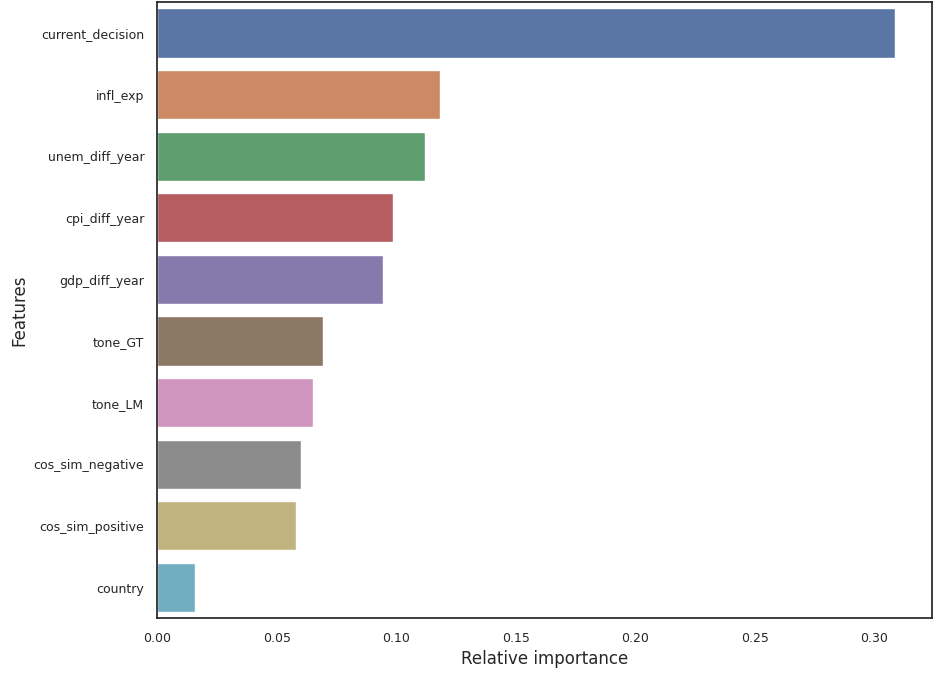 current_decision
infl_exp
unem_diff_year
cpi_diff_year
gdp_diff_year
tone_GT
tone_LM
cos_sim_negative
cos_sim_positive
country
Features
0.00 0.05 0.10 0.15 0.20 0.25 0.30
Relative importance